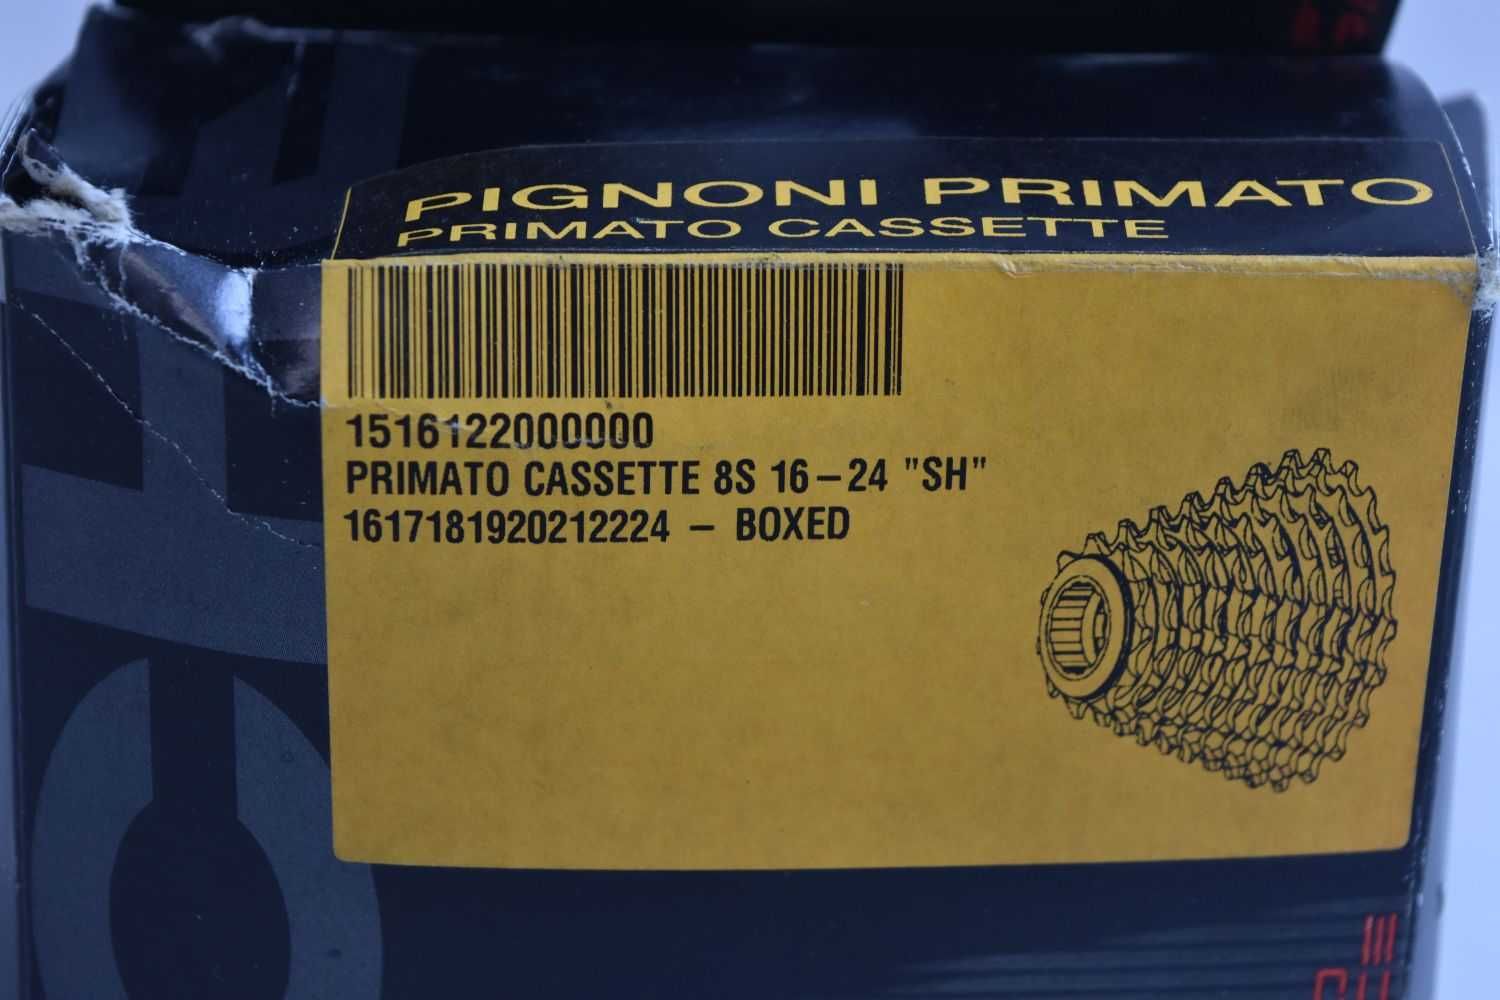 PIGNONI PRIMATO
PRIMATO CASSETTE
1516122000000
PRIMATO CASSETTE 8S 16–24 "SH"
1617181920212224 – BOXED